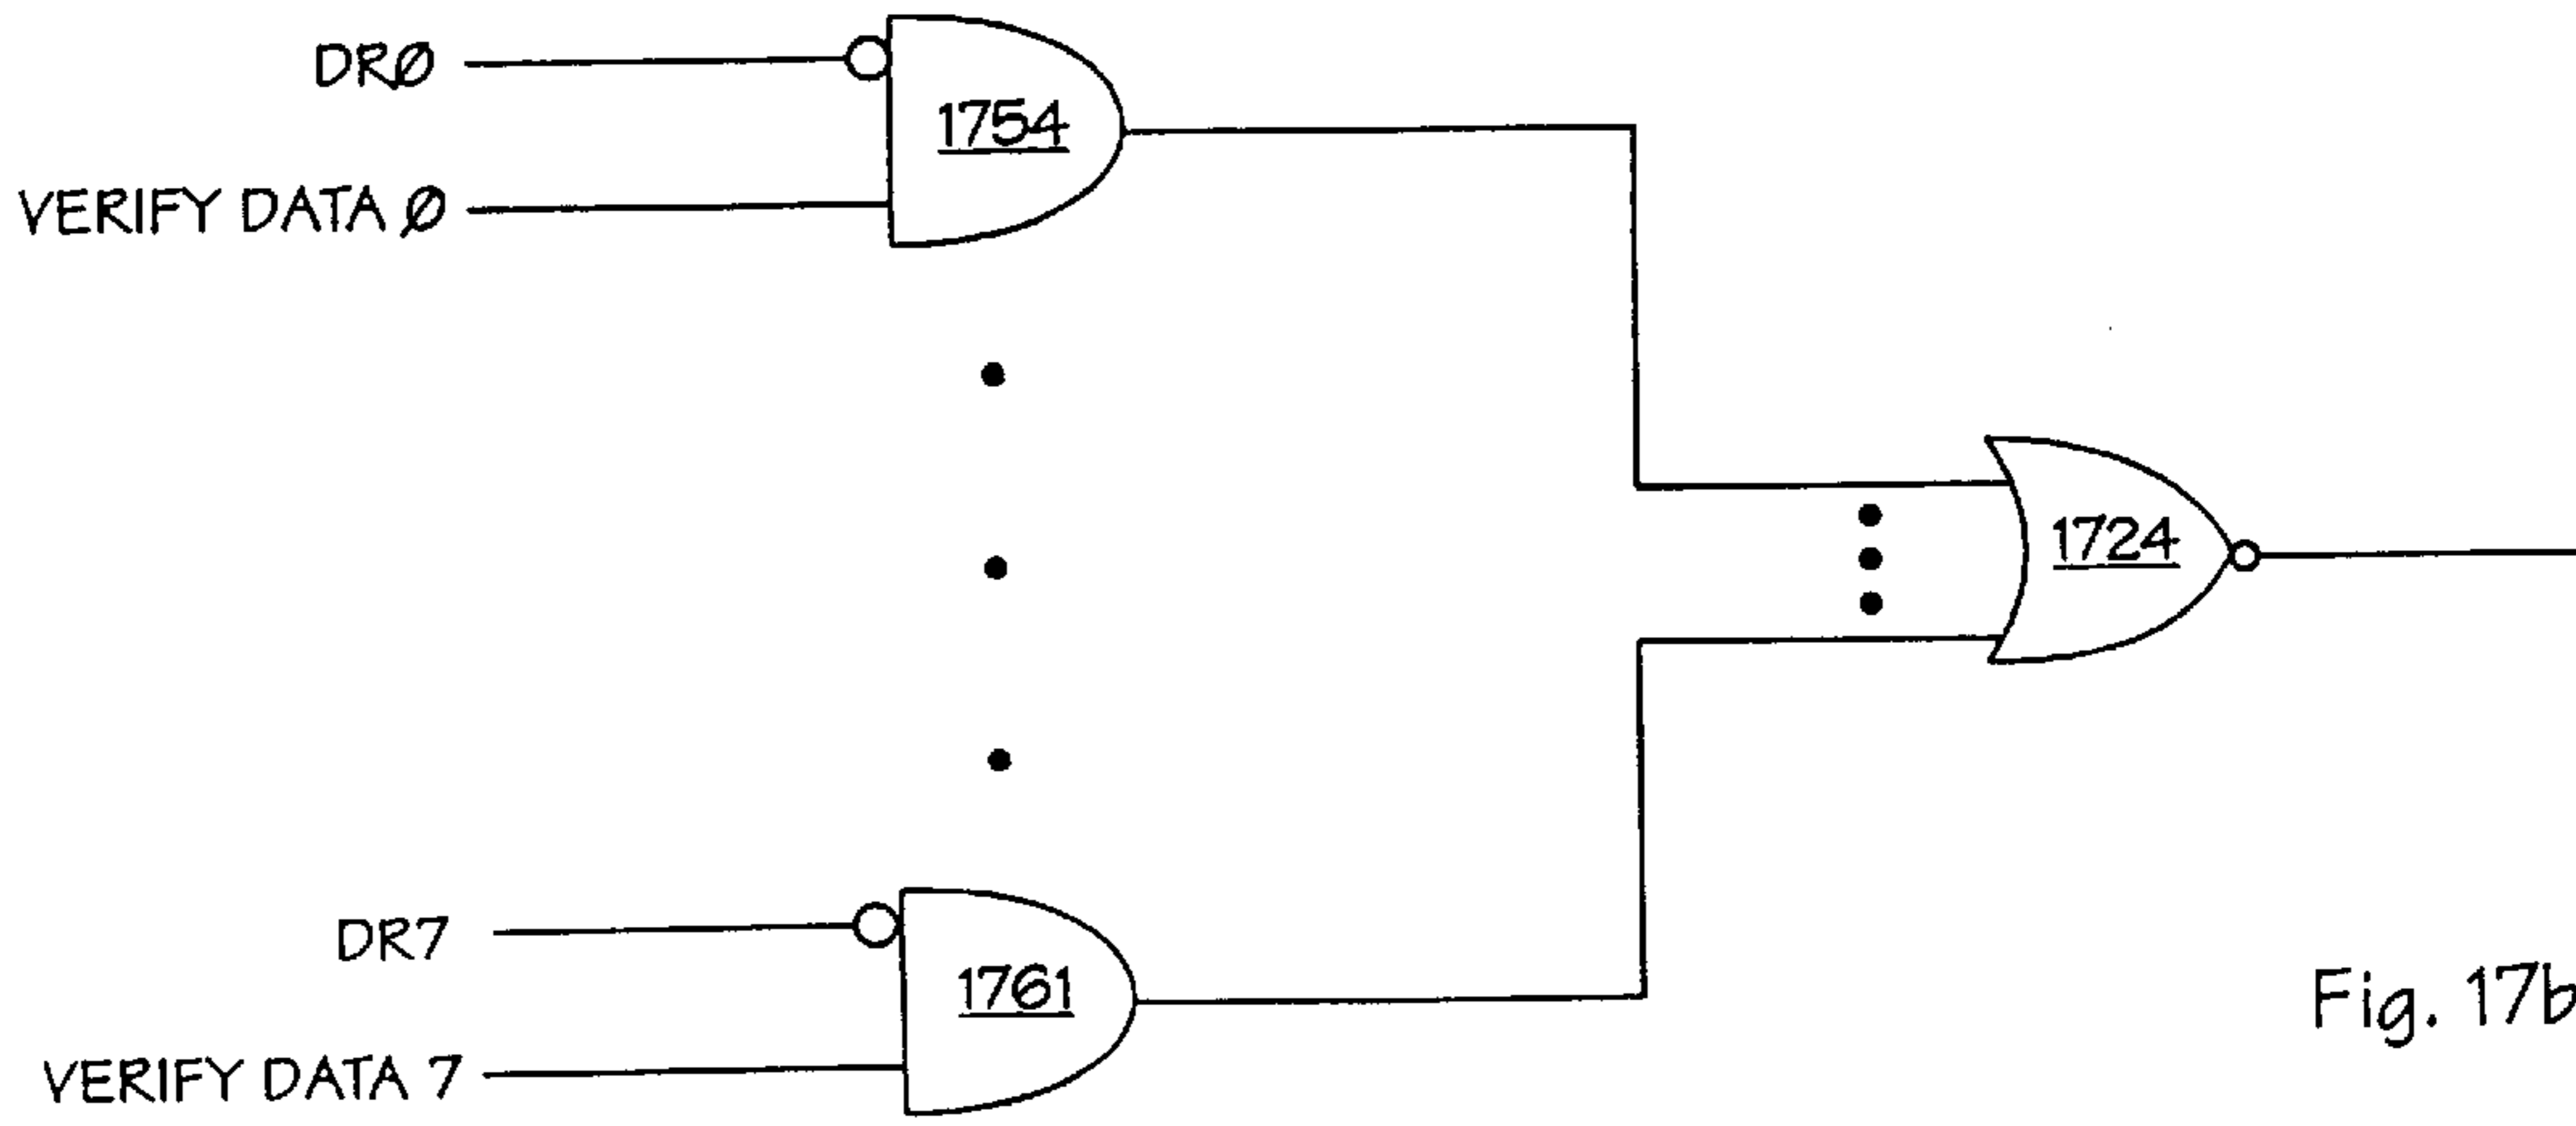 DRØ
1754
VERIFY DATA Ø
1724
DR7
1761
VERIFY DATA 7
Fig. 17b